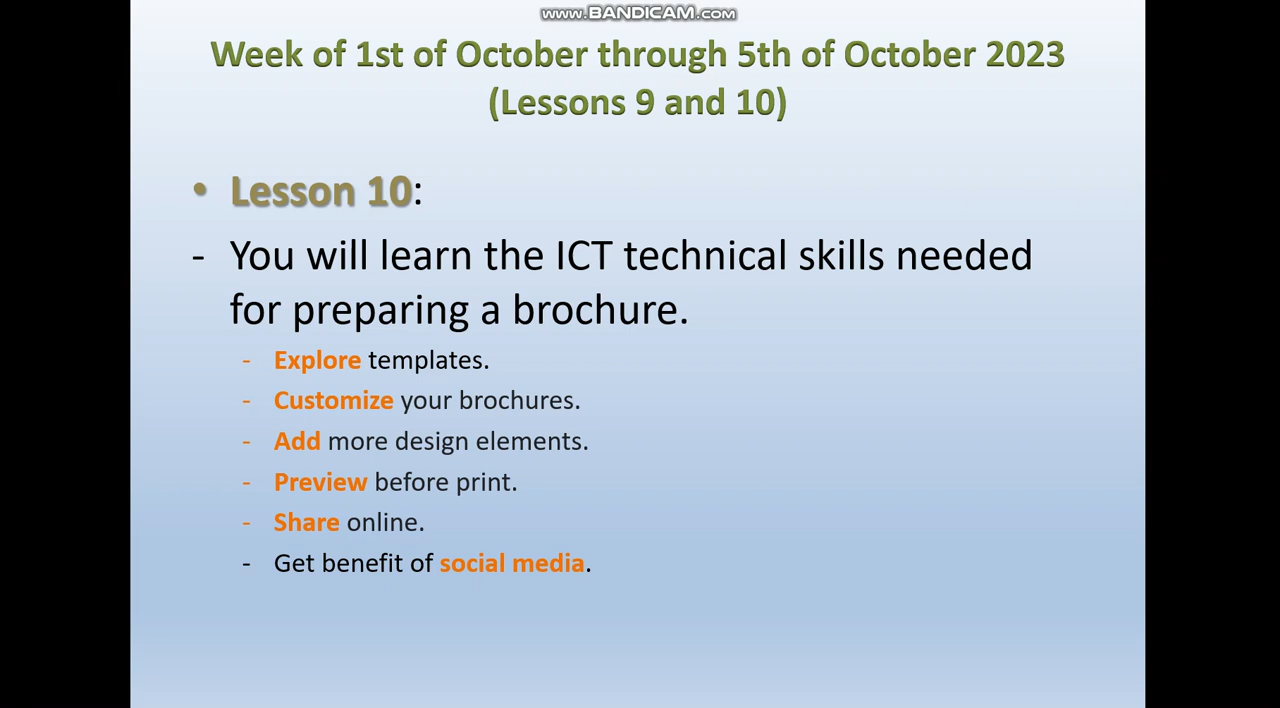 www.BANDICAM.com
Week of 1st of October through 5th of October 2023
(Lessons 9 and 10)
• Lesson 10:
- You will learn the ICT technical skills needed
for preparing a brochure.
- Explore templates.
- Customize your brochures.
- Add more design elements.
- Preview before print.
- Share online.
- Get benefit of social media.